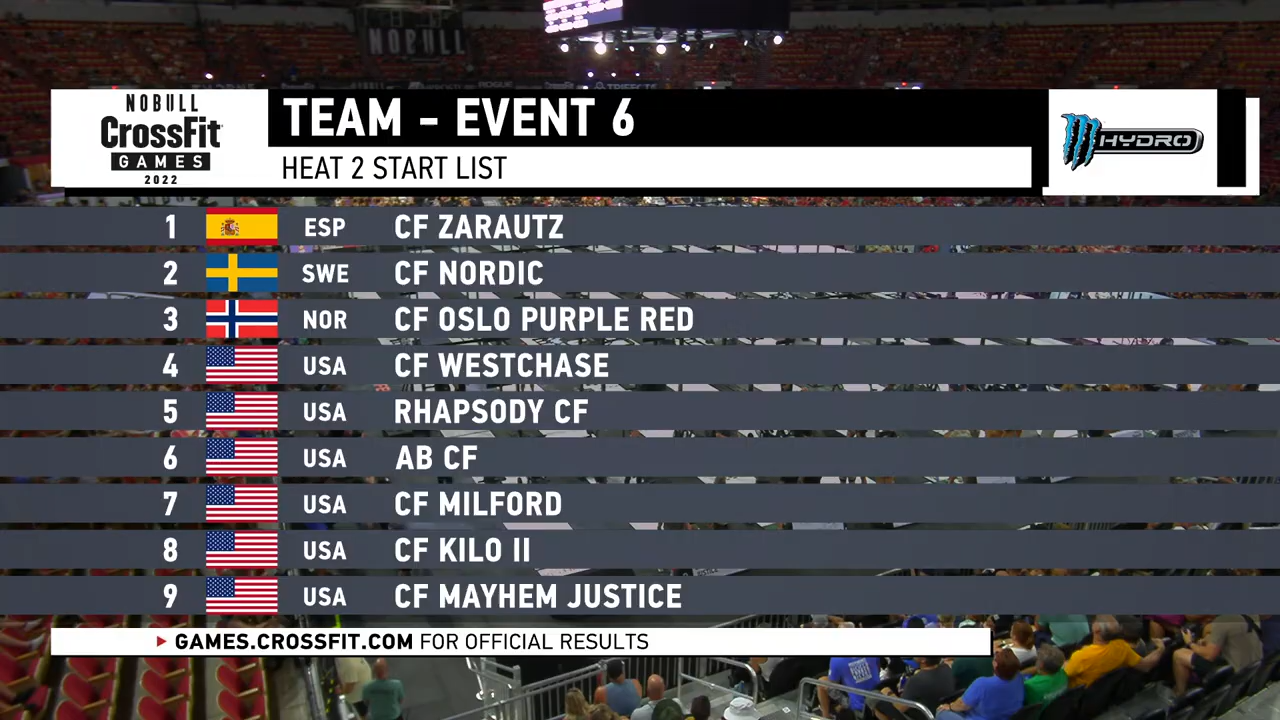 NOBULL
NOBULL
CrossFit
GAMES
2022
TEAM - EVENT 6
HEAT 2 START LIST
HYDRO
1 ESP CF ZARAUTZ
2 SWE CF NORDIC
3 NOR CF OSLO PURPLE RED
4 USA CF WESTCHASE
5 USA RHAPSODY CF
6 USA AB CF
7 USA CF MILFORD
8 USA CF KILO II
9 USA CF MAYHEM JUSTICE
GAMES.CROSSFIT.COM FOR OFFICIAL RESULTS